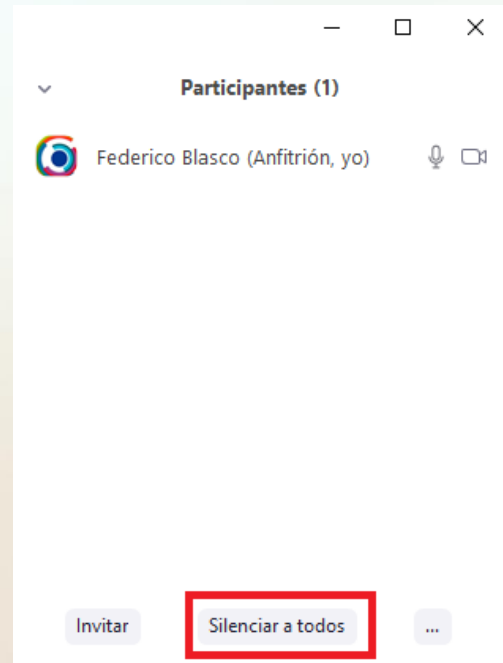 Participantes (1)
Federico Blasco (Anfitrión, yo)
Invitar Silenciar a todos ...